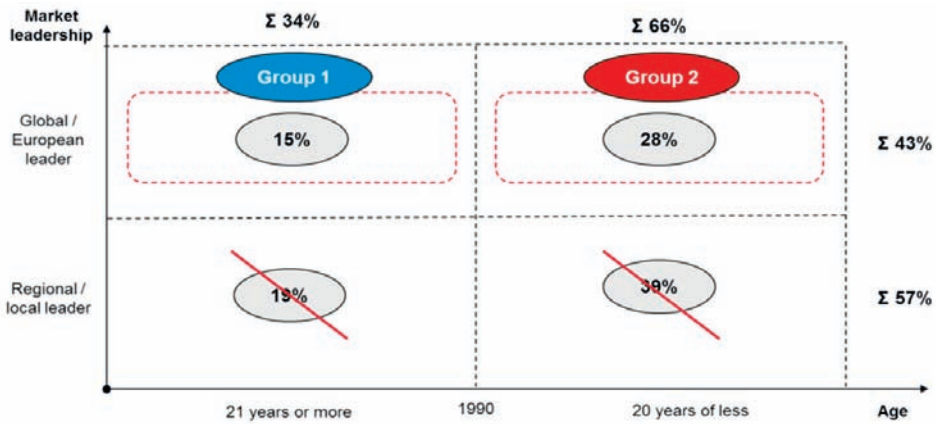 Market
leadership
Σ 34%
Σ 66%
Group 1
Group 2
Global /
European
leader
15%
28%
Σ 43%
Regional /
local leader
19%
39%
Σ 57%
21 years or more
1990
20 years of less
Age